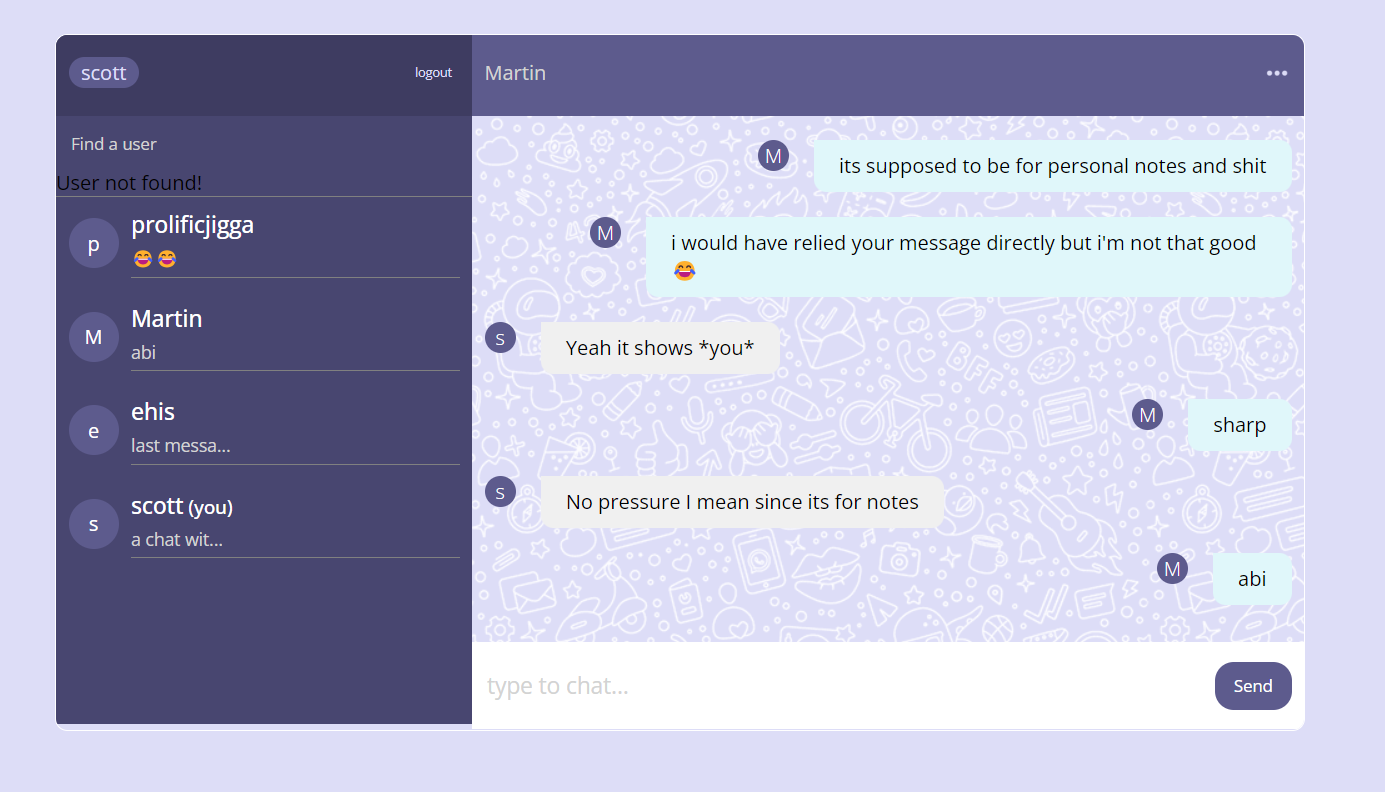 scott
logout
Find a user
User not found!
p
prolificjigga
😂 😂
M
Martin
abi
e
ehis
last messa...
s
scott (you)
a chat wit...
Martin
M
its supposed to be for personal notes and shit
M
i would have relied your message directly but i'm not that good
😂
s
Yeah it shows *you*
M
sharp
s
No pressure I mean since its for notes
M
abi
BFF
type to chat...
Send